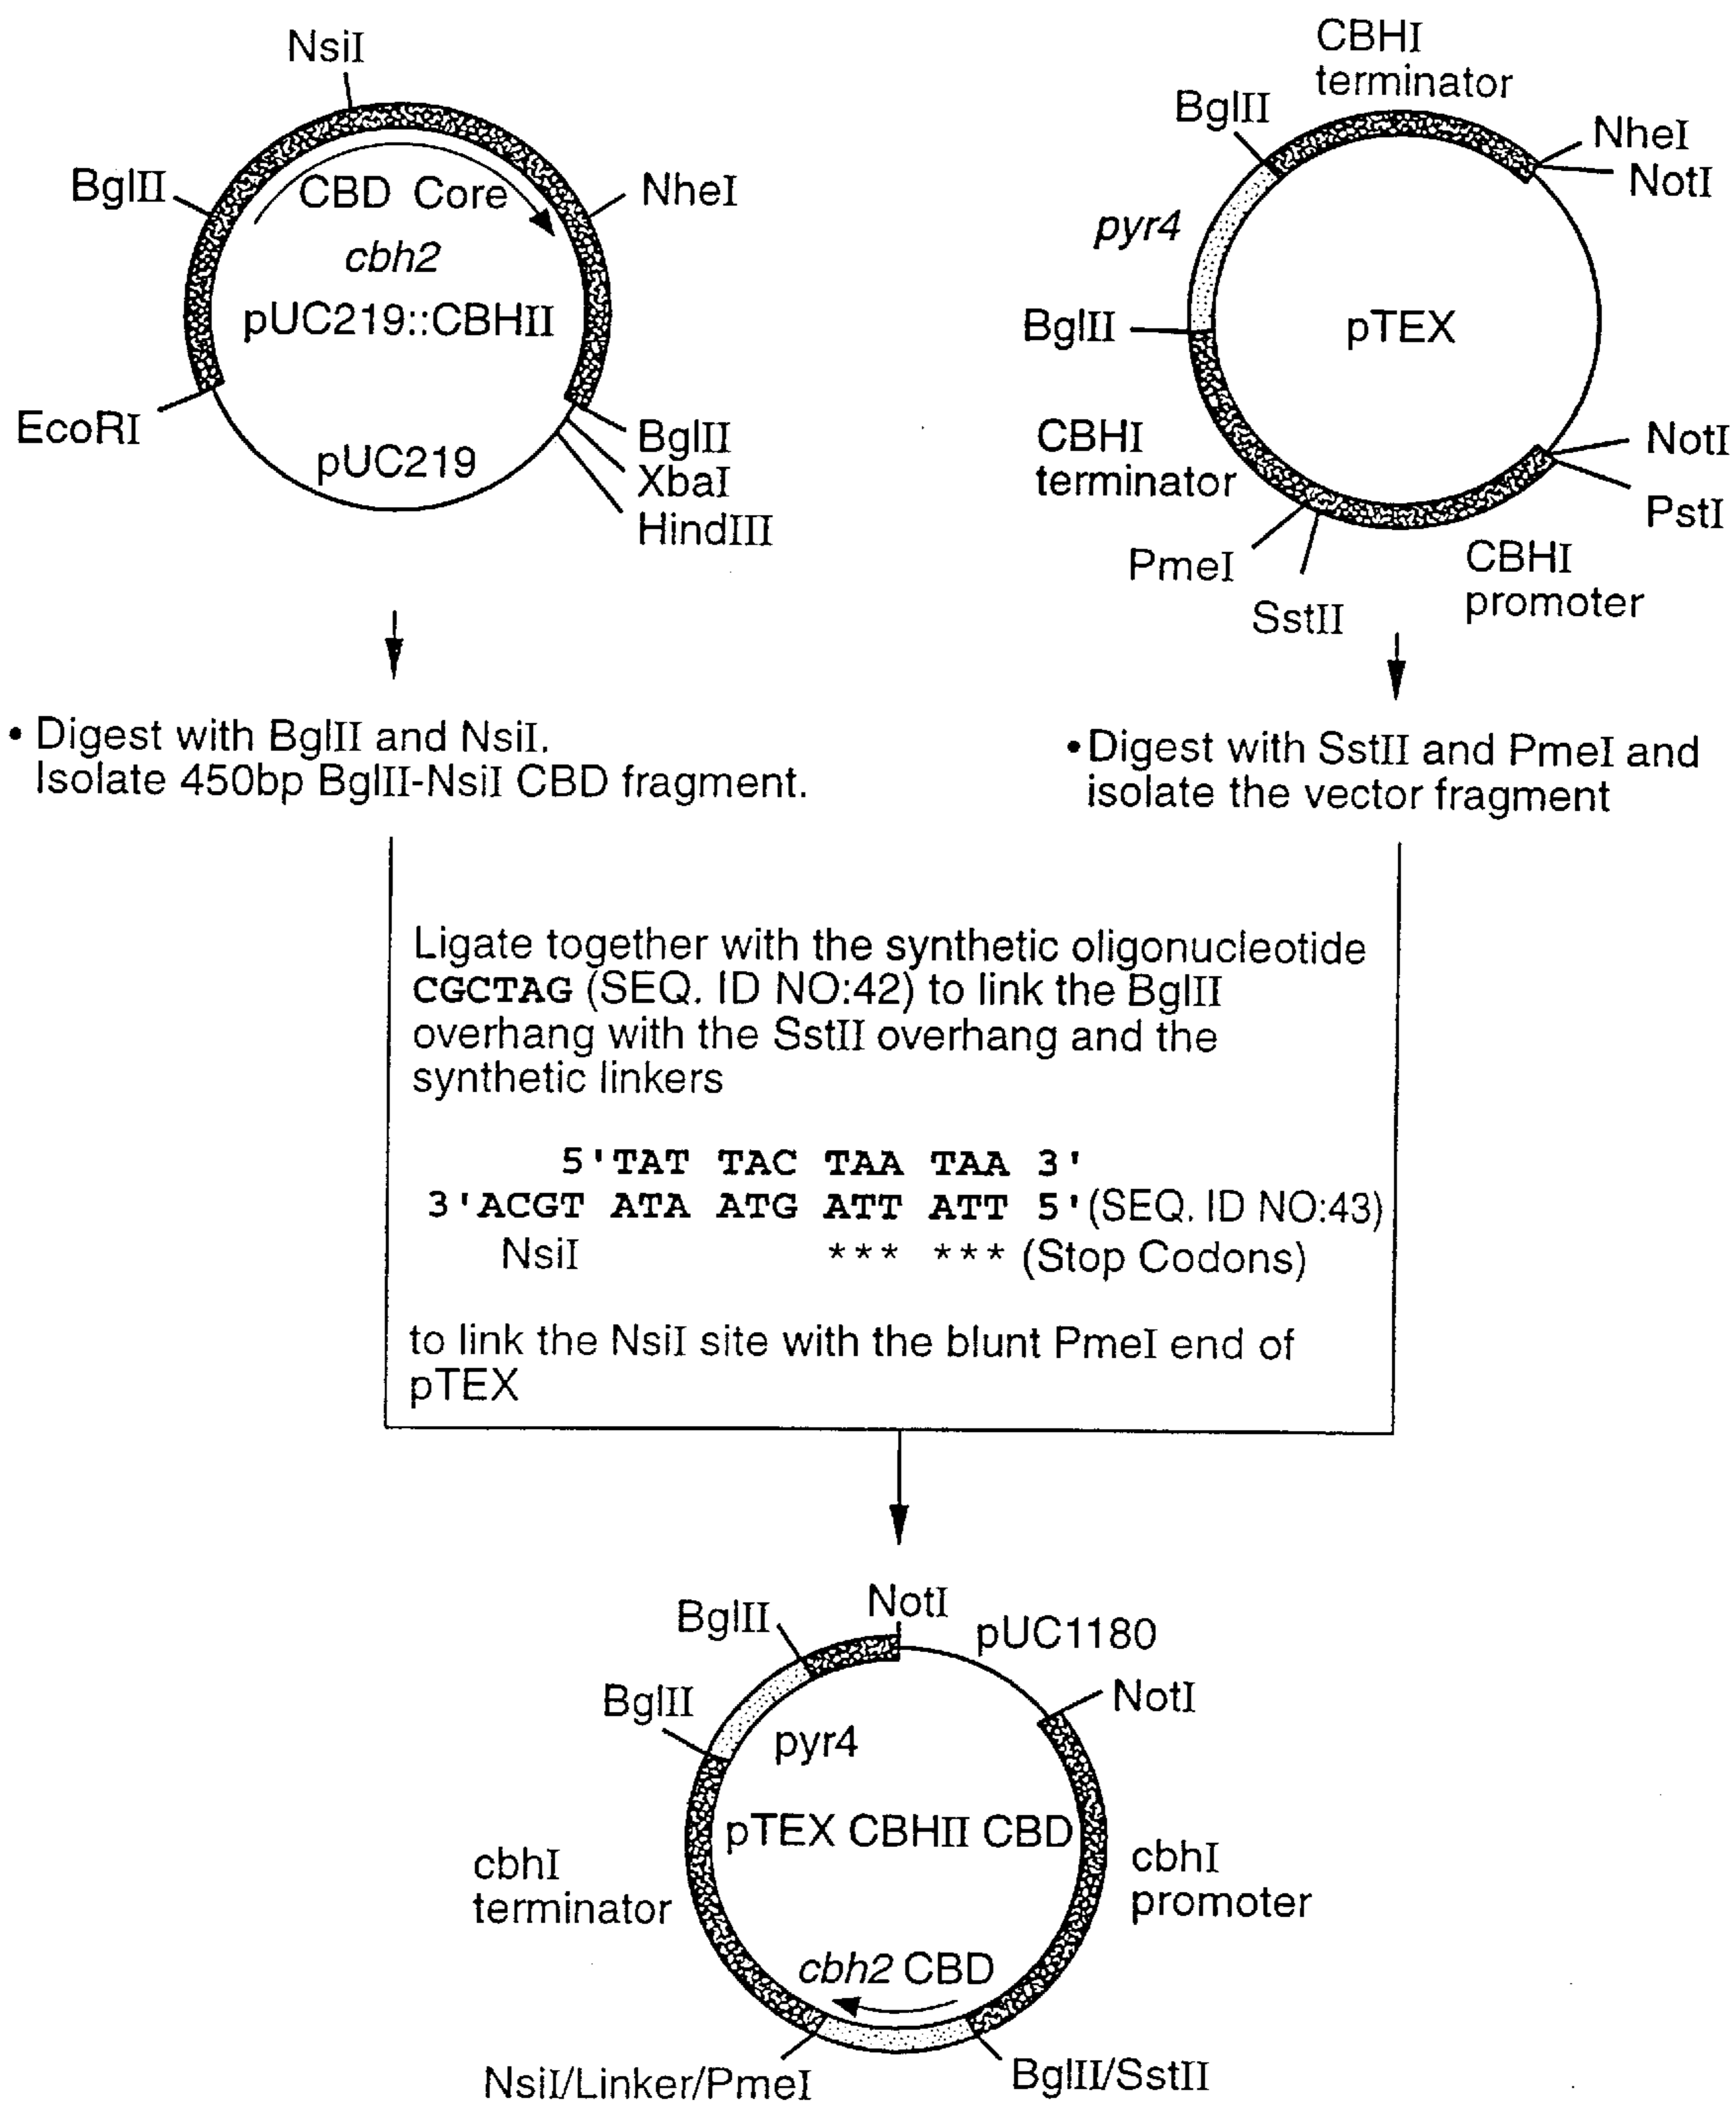 NsiI
BglII
NheI
CBD Core
cbh2
pUC219::CBHII
EcoRI
pUC219
BglII
XbaI
HindIII
CBHI
terminator
BglII
NheI
NotI
pyr4
BglII
pTEX
CBHI
terminator
NotI
PstI
PmeI
SstII
CBHI
promoter
• Digest with BglII and NsiI.
Isolate 450bp BglII-NsiI CBD fragment.
• Digest with SstII and PmeI and
isolate the vector fragment
Ligate together with the synthetic oligonucleotide
CGCTAG (SEQ. ID NO:42) to link the BglII
overhang with the SstII overhang and the
synthetic linkers
5'TAT TAC TAA TAA 3'
3'ACGT ATA ATG ATT ATT 5'(SEQ. ID NO:43)
NsiI *** *** (Stop Codons)
to link the NsiI site with the blunt PmeI end of
pTEX
NotI
BglII
pUC1180
BglII
NotI
pyr4
pTEX CBHII CBD
cbhI
terminator
cbhI
promoter
cbh2 CBD
NsiI/Linker/PmeI
BglII/SstII